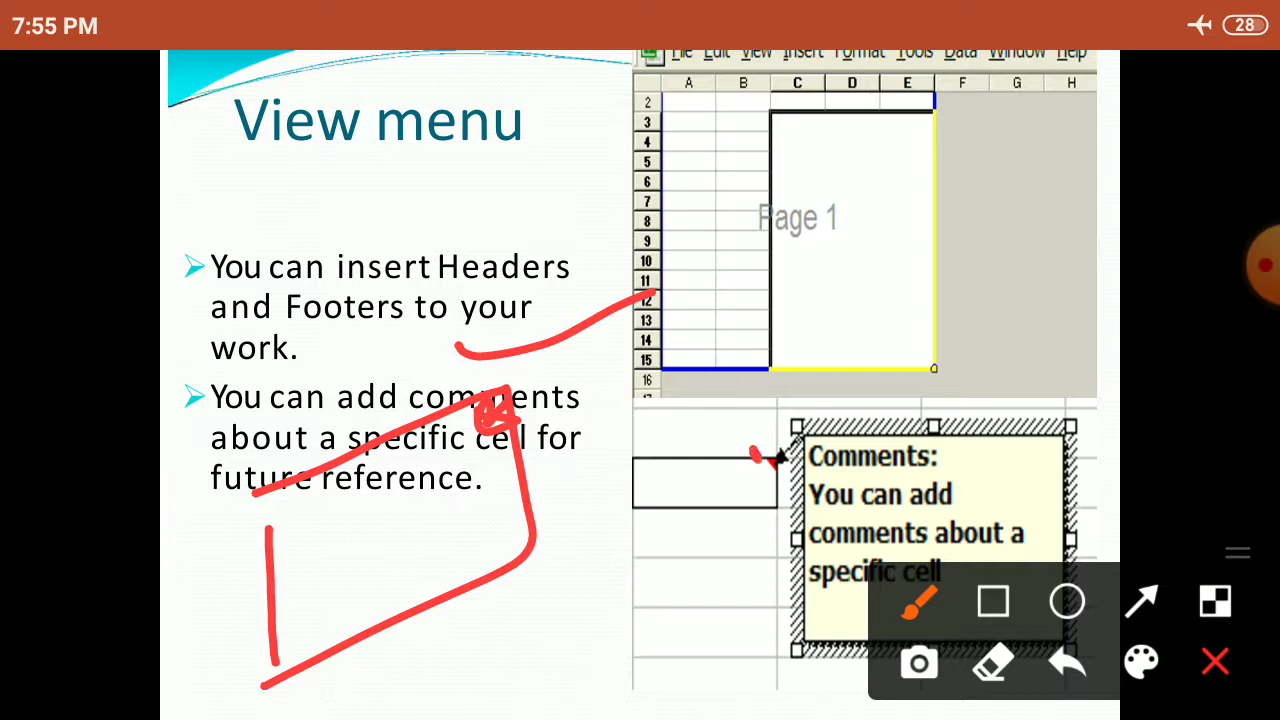 7:55 PM
28
File Edit View Insert Format Tools Data Window Help
View menu
A B C D E F G H
2
3
4
5
6
7
8
9
10
11
12
13
14
15
16
Page 1
You can insert Headers
and Footers to your
work.
You can add comments
about a specific cell for
future reference.
Comments:
You can add
comments about a
specific cell